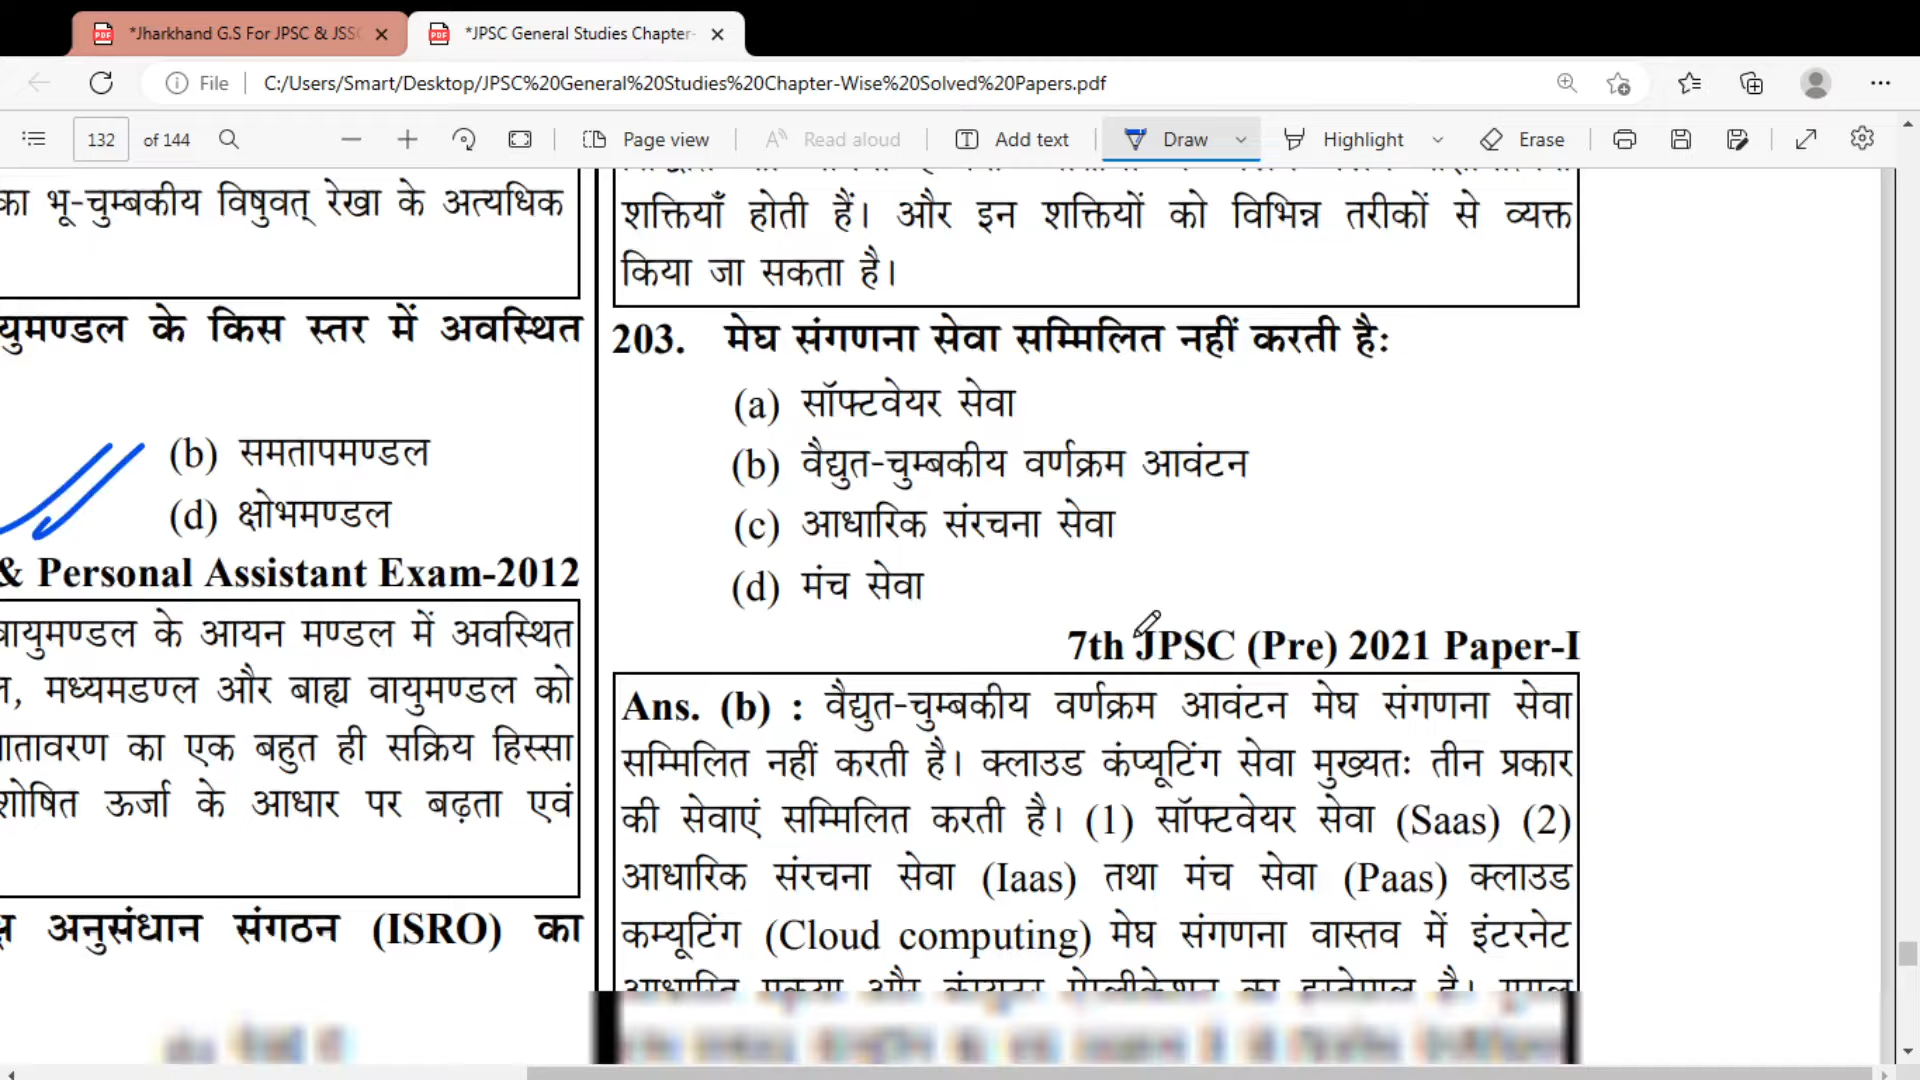 *Jharkhand G.S For JPSC & JSSC
*JPSC General Studies Chapter-
File
C:/Users/Smart/Desktop/JPSC%20General%20Studies%20Chapter-Wise%20Solved%20Papers.pdf
132 of 144
Page view
Read aloud
Add text
Draw
Highlight
Erase
का भू-चुम्बकीय विषुवत् रेखा के अत्यधिक
युमण्डल के किस स्तर में अवस्थित
(b) समतापमण्डल
(d) क्षोभमण्डल
& Personal Assistant Exam-2012
वायुमण्डल के आयन मण्डल में अवस्थित
मध्यमडण्ल और बाह्य वायुमण्डल को
का एक बहुत ही सक्रिय हिस्सा
ऊर्जा के आधार पर बढ़ता एवं
अनुसंधान संगठन (ISRO) का
शक्तियाँ होती हैं। और इन शक्तियों को विभिन्न तरीकों से व्यक्त
किया जा सकता है।
203. मेघ संगणना सेवा सम्मिलित नहीं करती है:
(a) सॉफ्टवेयर सेवा
(b) वैद्युत-चुम्बकीय वर्णक्रम आवंटन
(c) आधारिक संरचना सेवा
(d) मंच सेवा
7th JPSC (Pre) 2021 Paper-I
Ans. (b) : वैद्युत-चुम्बकीय वर्णक्रम आवंटन मेघ संगणना सेवा
सम्मिलित नहीं करती है। क्लाउड कंप्यूटिंग सेवा मुख्यतः तीन प्रकार
की सेवाएं सम्मिलित करती है। (1) सॉफ्टवेयर सेवा (Saas) (2)
आधारिक संरचना सेवा (Iaas) तथा मंच सेवा (Paas) क्लाउड
कम्यूटिंग (Cloud computing) मेघ संगणना वास्तव में इंटरनेट